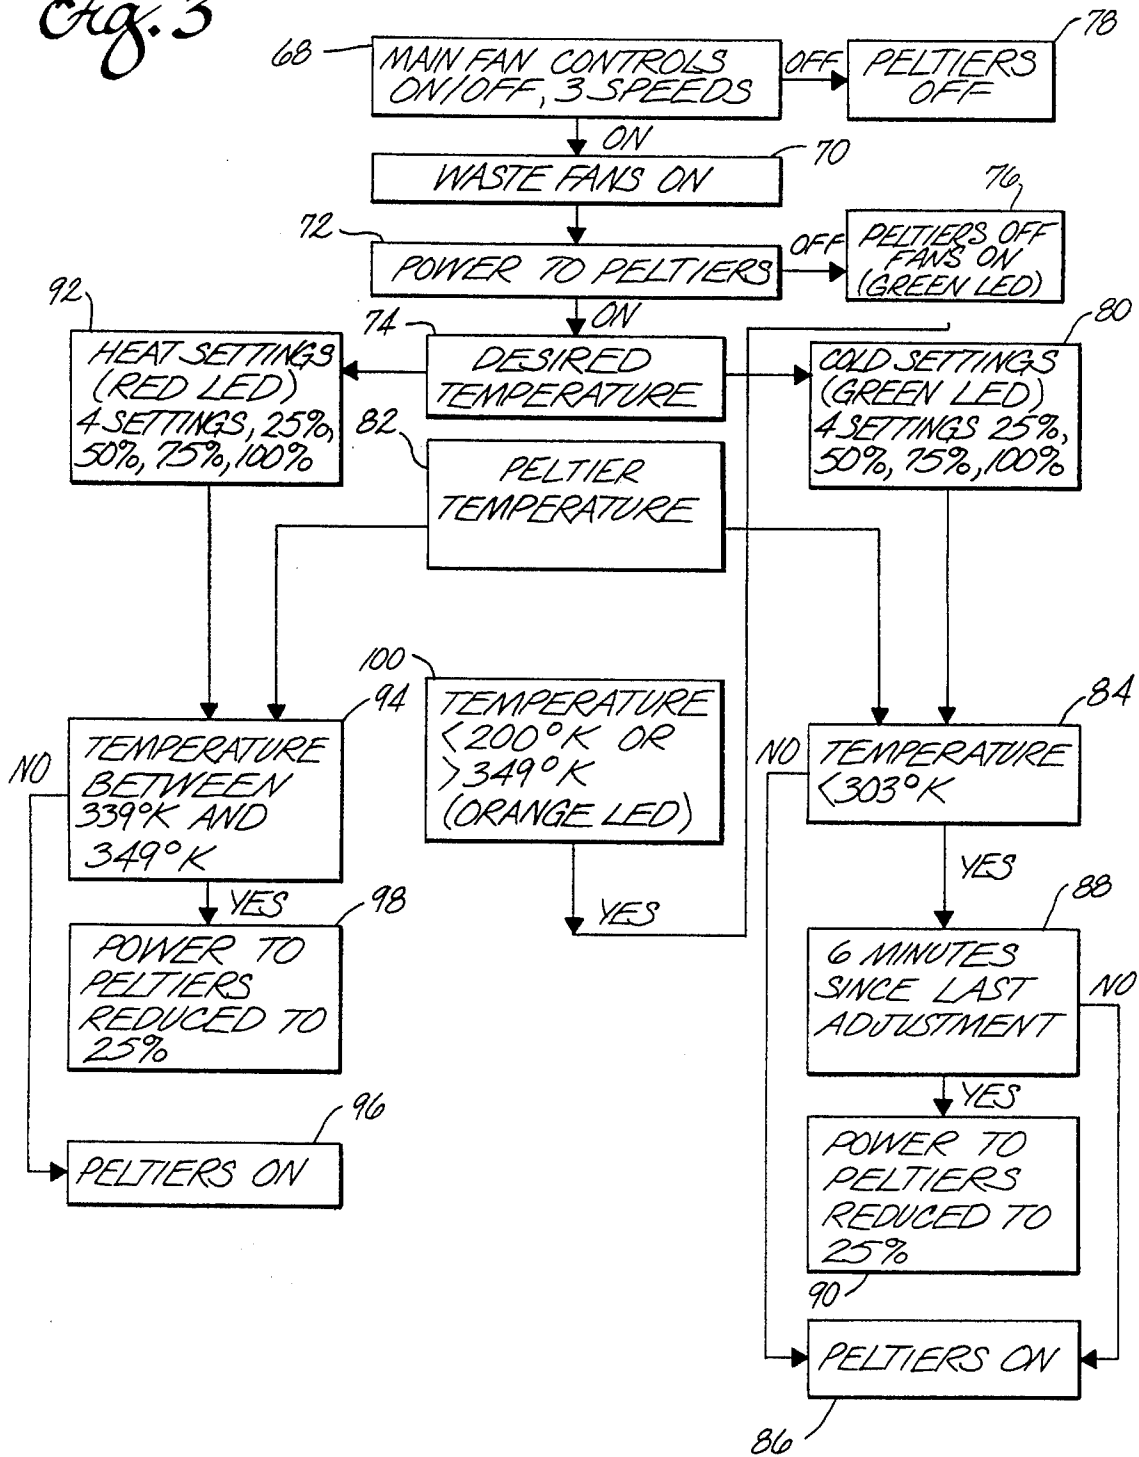 Fig. 3
68
MAIN FAN CONTROLS
ON/OFF, 3 SPEEDS
OFF
PELTIERS
OFF
78
ON
70
WASTE FANS ON
72
POWER TO PELTIERS
OFF
76
PELTIERS OFF
FANS ON
(GREEN LED)
ON
92
HEAT SETTINGS
(RED LED)
4 SETTINGS, 25%,
50%, 75%, 100%
74
DESIRED
TEMPERATURE
80
COLD SETTINGS
(GREEN LED)
4 SETTINGS 25%,
50%, 75%, 100%
82
PELTIER
TEMPERATURE
94
NO
TEMPERATURE
BETWEEN
339°K AND
349°K
100
TEMPERATURE
<200°K OR
>349°K
(ORANGE LED)
YES
84
NO
TEMPERATURE
<303°K
YES
YES
98
POWER TO
PELTIERS
REDUCED TO
25%
88
6 MINUTES
SINCE LAST
ADJUSTMENT
NO
YES
96
PELTIERS ON
POWER TO
PELTIERS
REDUCED TO
25%
90
PELTIERS ON
86